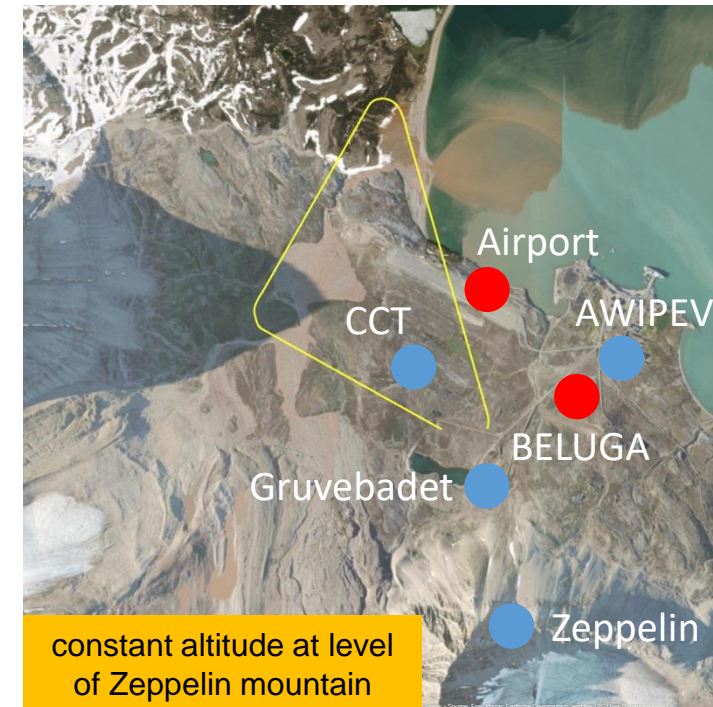 Airport
AWIPEV
CCT
BELUGA
Gruvebadet
Zeppelin
constant altitude at level
of Zeppelin mountain